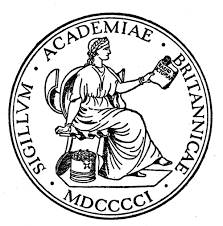 SIGILLVM · ACADEMIAE · BRITANNICAE
· MDCCCCI ·